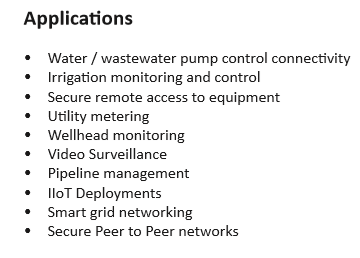 Applications
• Water / wastewater pump control connectivity
• Irrigation monitoring and control
• Secure remote access to equipment
• Utility metering
• Wellhead monitoring
• Video Surveillance
• Pipeline management
• IIoT Deployments
• Smart grid networking
• Secure Peer to Peer networks